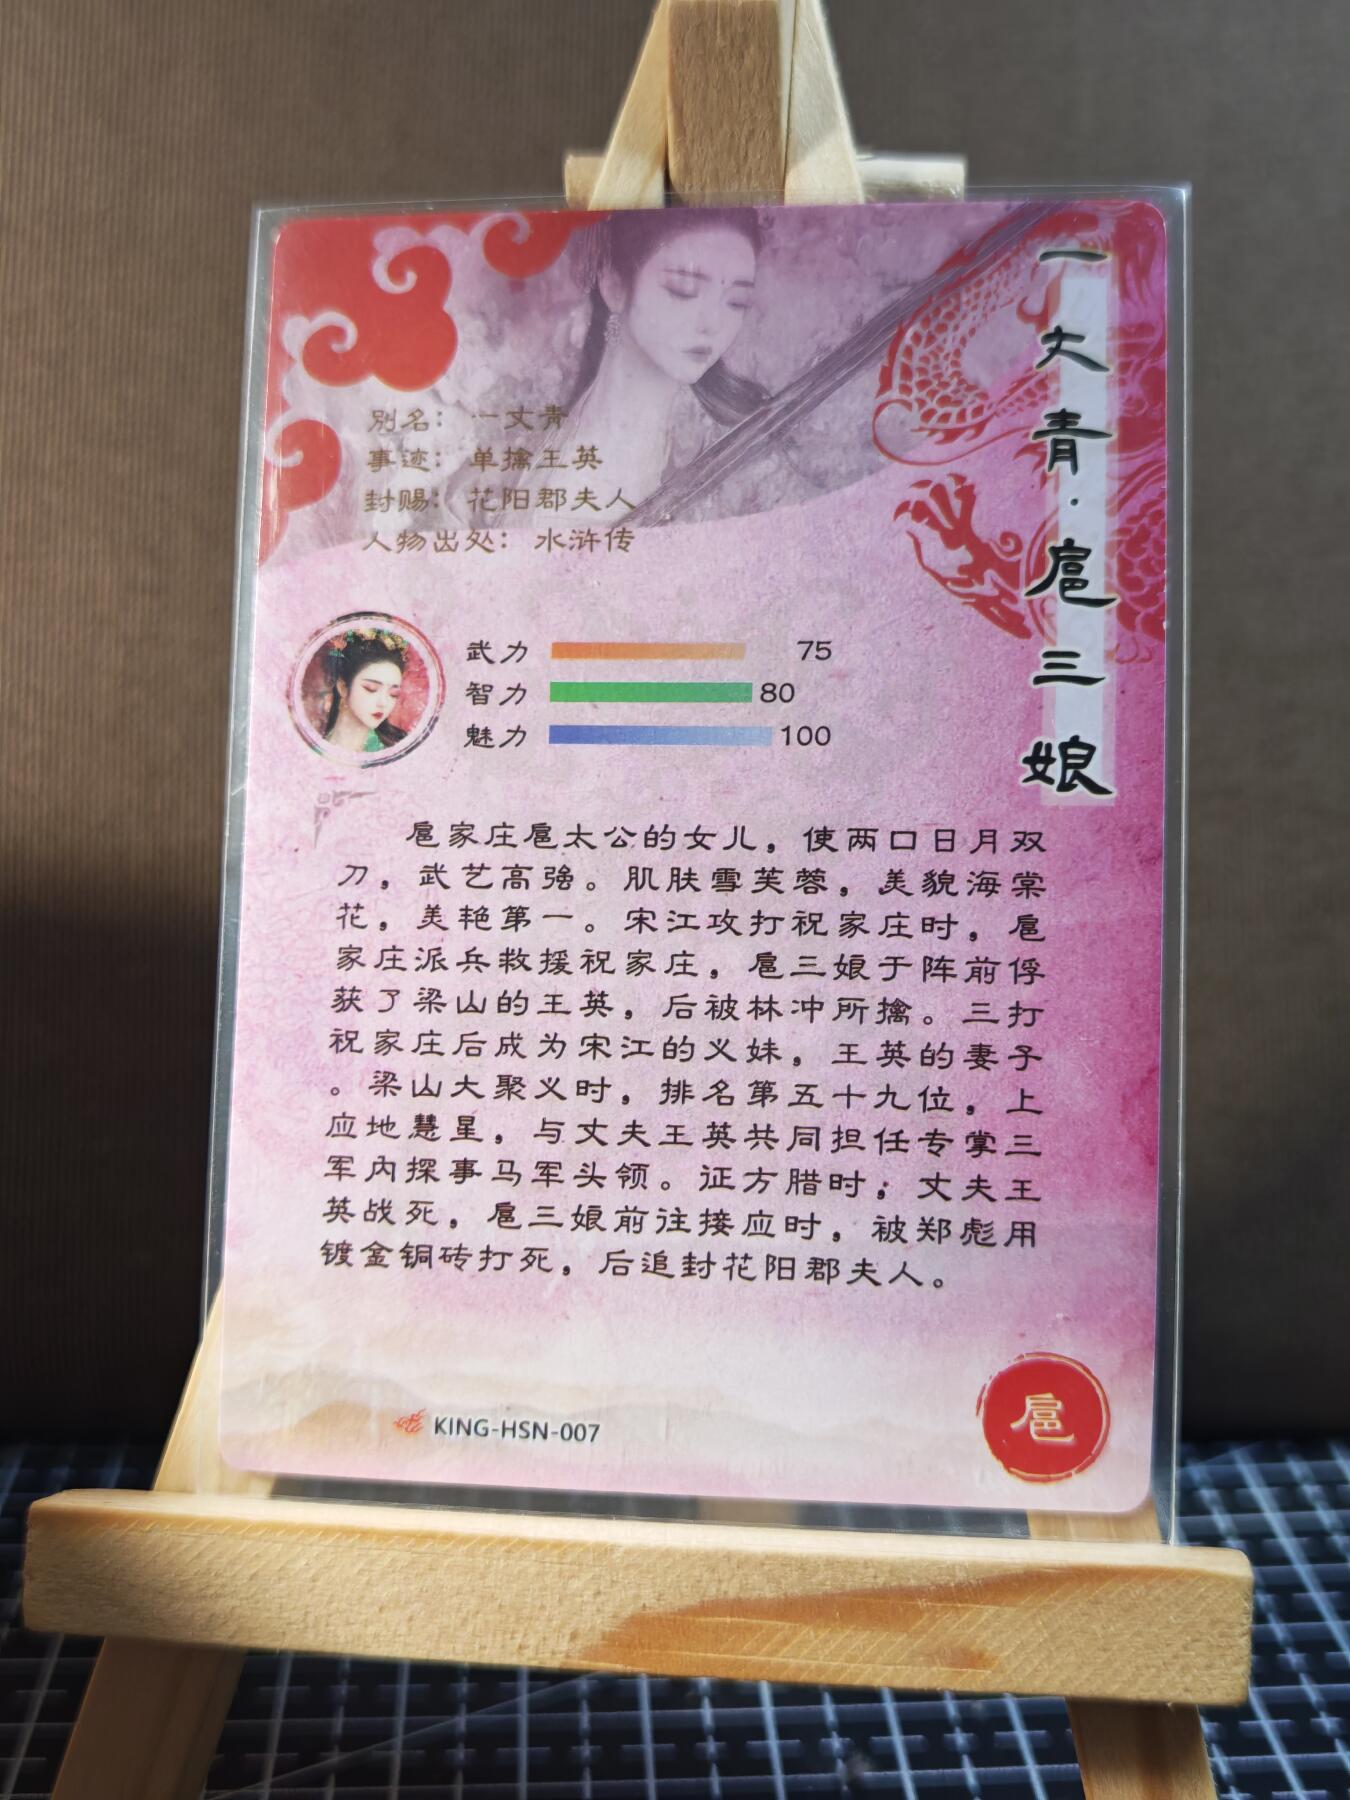 一丈青·扈三娘
别名：一丈青
事迹：单擒王英
封赐：花阳郡夫人
人物出处：水浒传
武力 75
智力 80
魅力 100
扈家庄扈太公的女儿，使两口日月双
刀，武艺高强。肌肤雪芙蓉，美貌海棠
花，美艳第一。宋江攻打祝家庄时，扈
家庄派兵救援祝家庄，扈三娘于阵前俘
获了梁山的王英，后被林冲所擒。三打
祝家庄后成为宋江的义妹，王英的妻子
。梁山大聚义时，排名第五十九位，上
应地慧星，与丈夫王英共同担任专掌三
军内探事马军头领。征方腊时；丈夫王
英战死，扈三娘前往接应时，被郑彪用
镀金铜砖打死，后追封花阳郡夫人。
KING-HSN-007
扈